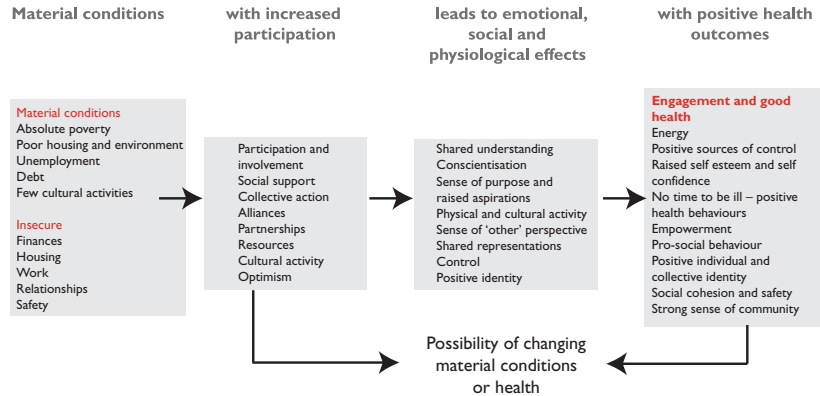 Material conditions
with increased
participation
leads to emotional,
social and
physiological effects
with positive health
outcomes
Material conditions
Absolute poverty
Poor housing and environment
Unemployment
Debt
Few cultural activities
Insecure
Finances
Housing
Work
Relationships
Safety
Participation and
involvement
Social support
Collective action
Alliances
Partnerships
Resources
Cultural activity
Optimism
Shared understanding
Conscientisation
Sense of purpose and
raised aspirations
Physical and cultural activity
Sense of ‘other’ perspective
Shared representations
Control
Positive identity
Engagement and good
health
Energy
Positive sources of control
Raised self esteem and self
confidence
No time to be ill – positive
health behaviours
Empowerment
Pro-social behaviour
Positive individual and
collective identity
Social cohesion and safety
Strong sense of community
Possibility of changing
material conditions
or health